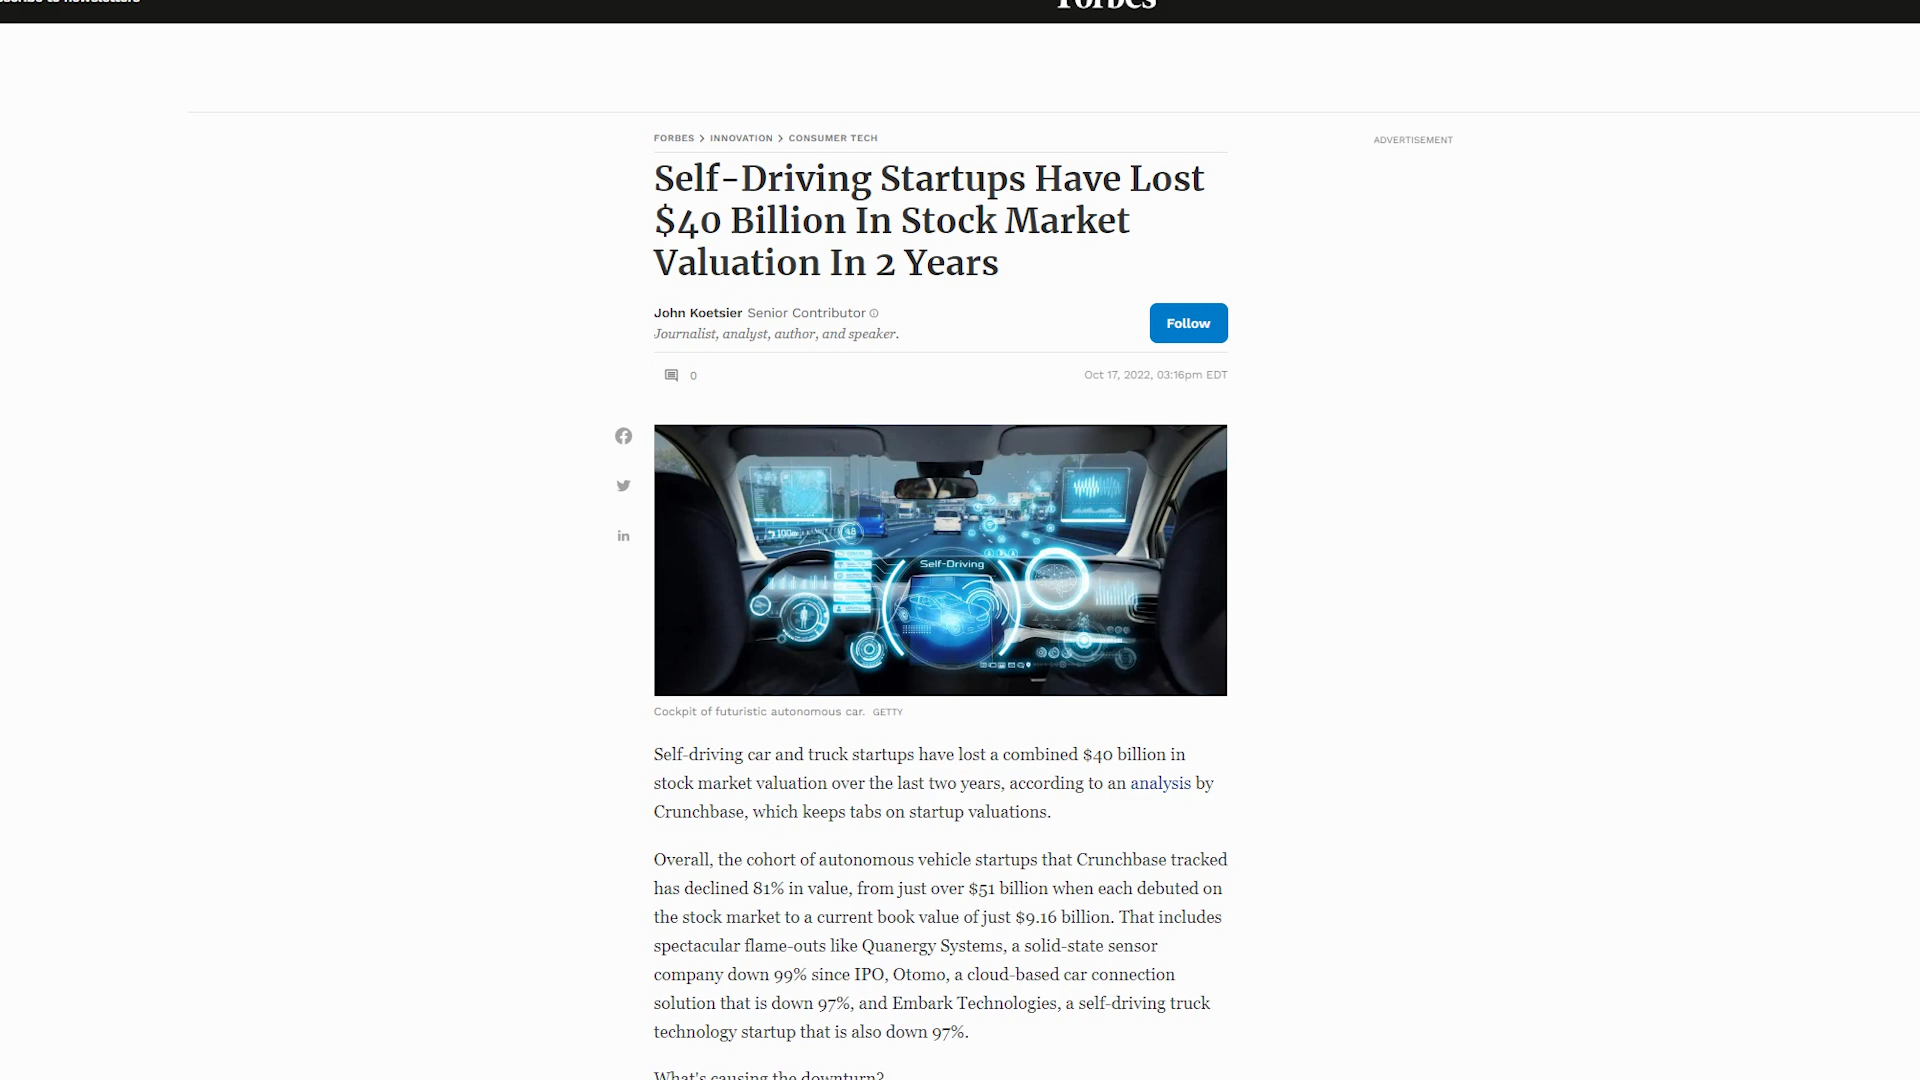 Forbes
FORBES > INNOVATION > CONSUMER TECH
ADVERTISEMENT
Self-Driving Startups Have Lost
$40 Billion In Stock Market
Valuation In 2 Years
John Koetsier Senior Contributor
Journalist, analyst, author, and speaker.
Follow
0
Oct 17, 2022, 03:16pm EDT
100m
Self-Driving
Cockpit of futuristic autonomous car. GETTY
Self-driving car and truck startups have lost a combined $40 billion in
stock market valuation over the last two years, according to an analysis by
Crunchbase, which keeps tabs on startup valuations.
Overall, the cohort of autonomous vehicle startups that Crunchbase tracked
has declined 81% in value, from just over $51 billion when each debuted on
the stock market to a current book value of just $9.16 billion. That includes
spectacular flame-outs like Quanergy Systems, a solid-state sensor
company down 99% since IPO, Otomo, a cloud-based car connection
solution that is down 97%, and Embark Technologies, a self-driving truck
technology startup that is also down 97%.
What's causing the downturn?